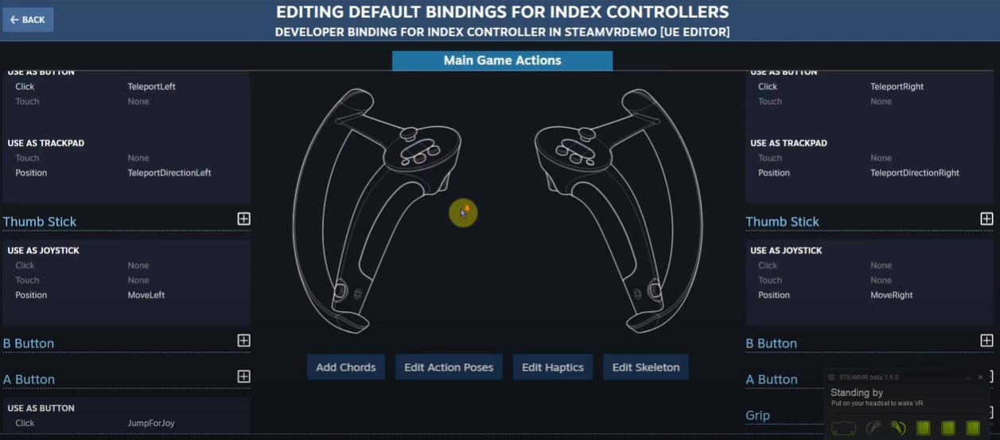 ← BACK
EDITING DEFAULT BINDINGS FOR INDEX CONTROLLERS
DEVELOPER BINDING FOR INDEX CONTROLLER IN STEAMVRDEMO [UE EDITOR]
Main Game Actions
USE AS BUTTON
Click TeleportLeft
Touch None
USE AS TRACKPAD
Touch None
Position TeleportDirectionLeft
Thumb Stick
USE AS JOYSTICK
Click None
Touch None
Position MoveLeft
B Button
A Button
USE AS BUTTON
Click JumpForJoy
Add Chords
Edit Action Poses
Edit Haptics
Edit Skeleton
USE AS BUTTON
Click TeleportRight
Touch None
USE AS TRACKPAD
Touch None
Position TeleportDirectionRight
Thumb Stick
USE AS JOYSTICK
Click None
Touch None
Position MoveRight
B Button
A Button
Grip
STEAMVR beta 1.6.9
Standing by
Put on your headset to wake VR